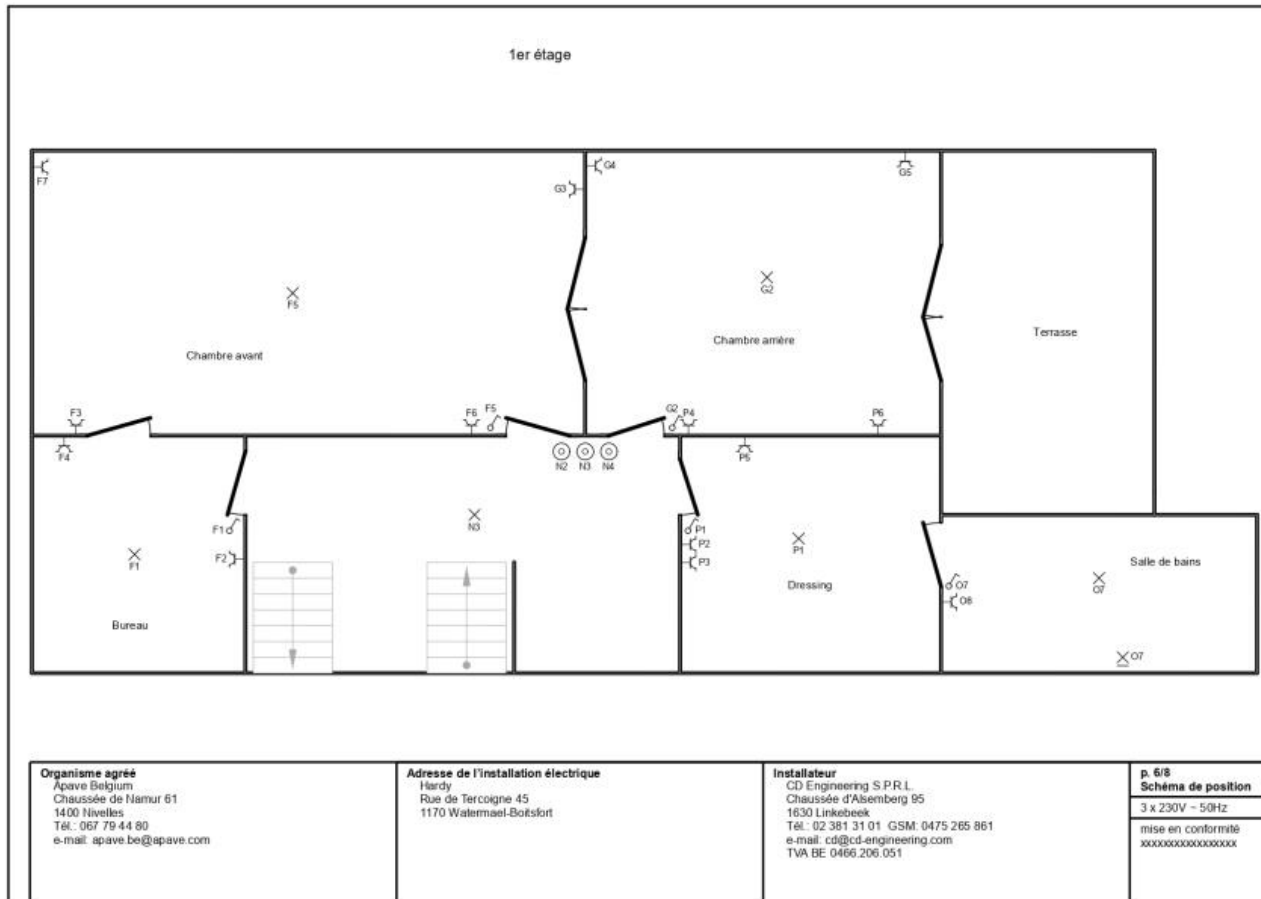 1er étage
F7
G4
G3
G5
F5
G2
Chambre avant
Chambre arrière
Terrasse
F3
F6
F5
G2
P4
P6
F4
N2
N3
N4
P5
F1
N3
P1
P2
P3
F2
F1
P1
O7
O8
O7
Salle de bains
Dressing
Bureau
O7
Organisme agréé
Apave Belgium
Chaussée de Namur 61
1400 Nivelles
Tél.: 067 79 44 80
e-mail: apave.be@apave.com
Adresse de l'installation électrique
Hardy
Rue de Tercoigne 45
1170 Watermael-Boitsfort
Installateur
CD Engineering S.P.R.L.
Chaussée d'Alsemberg 95
1630 Linkebeek
Tél.: 02 381 31 01 GSM: 0475 265 861
e-mail: cd@cd-engineering.com
TVA BE 0466.206.051
p. 6/8
Schéma de position
3 x 230V ~ 50Hz
mise en conformité
xxxxxxxxxxxxxxxxx